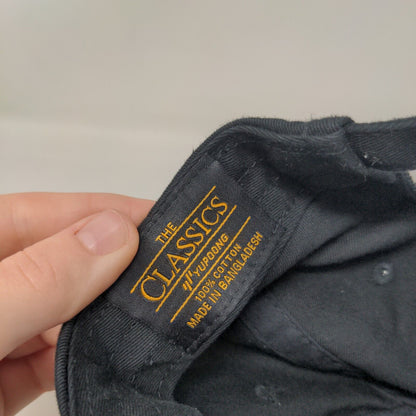 THE
CLASSICS
YUPOONG
100% COTTON
MADE IN BANGLADESH